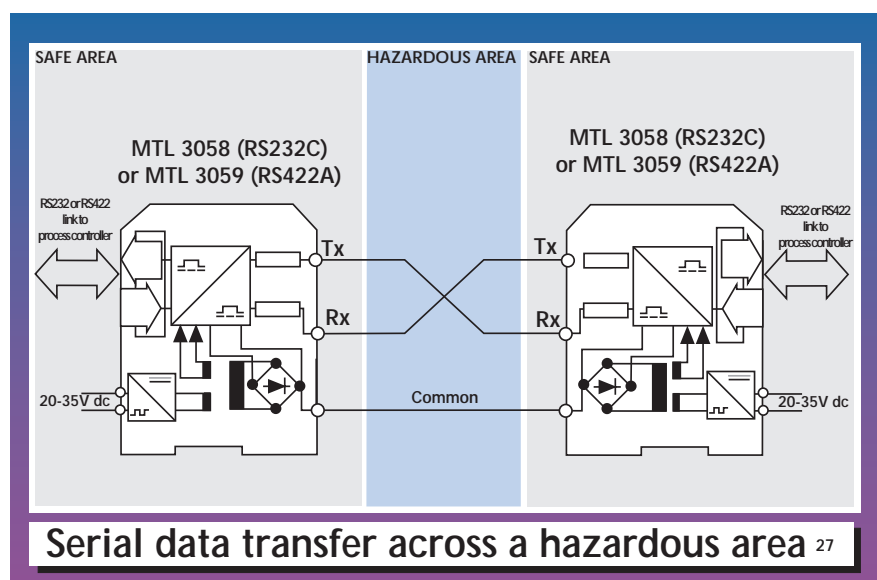 SAFE AREA
HAZARDOUS AREA
SAFE AREA
MTL 3058 (RS232C)
or MTL 3059 (RS422A)
MTL 3058 (RS232C)
or MTL 3059 (RS422A)
RS232 or RS422
link to
process controller
RS232 or RS422
link to
process controller
Tx
Tx
Rx
Rx
20-35V dc
Common
20-35V dc
Serial data transfer across a hazardous area 27